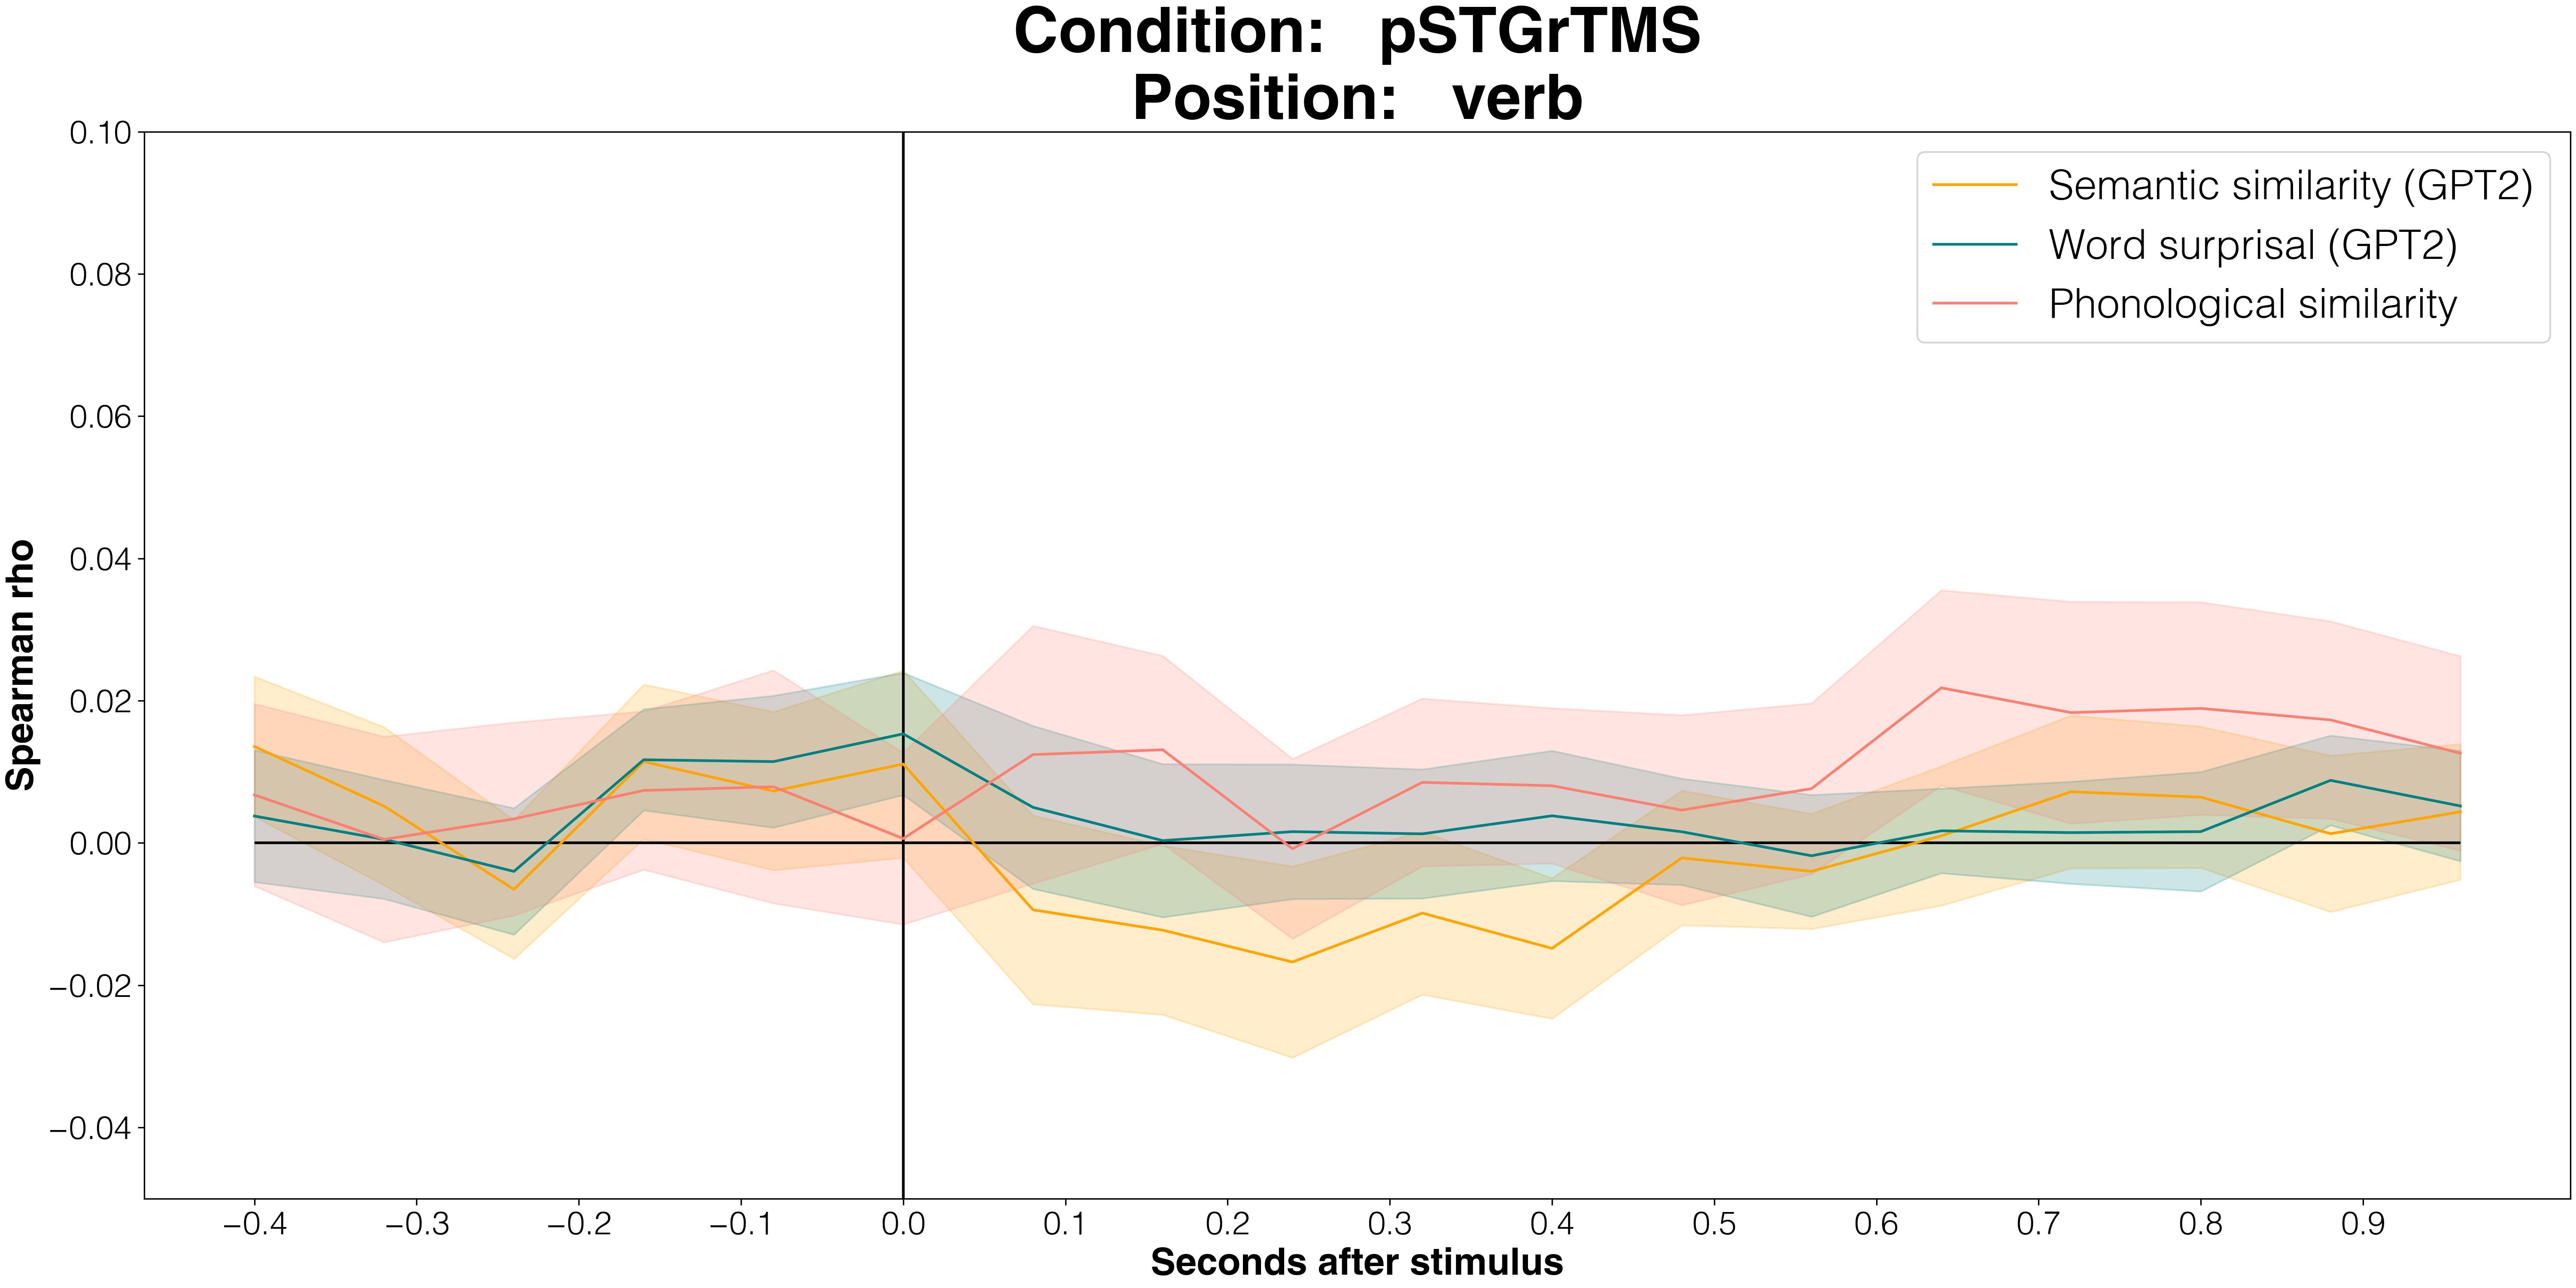 Condition: pSTGrTMS
Position: verb
0.10
0.08
0.06
0.04
0.02
0.00
−0.02
−0.04
Spearman rho
Semantic similarity (GPT2)
Word surprisal (GPT2)
Phonological similarity
−0.4 −0.3 −0.2 −0.1 0.0 0.1 0.2 0.3 0.4 0.5 0.6 0.7 0.8 0.9
Seconds after stimulus